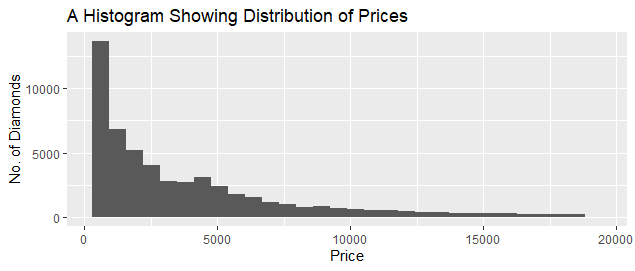 A Histogram Showing Distribution of Prices
No. of Diamonds
10000
5000
0
0 5000 10000 15000 20000
Price